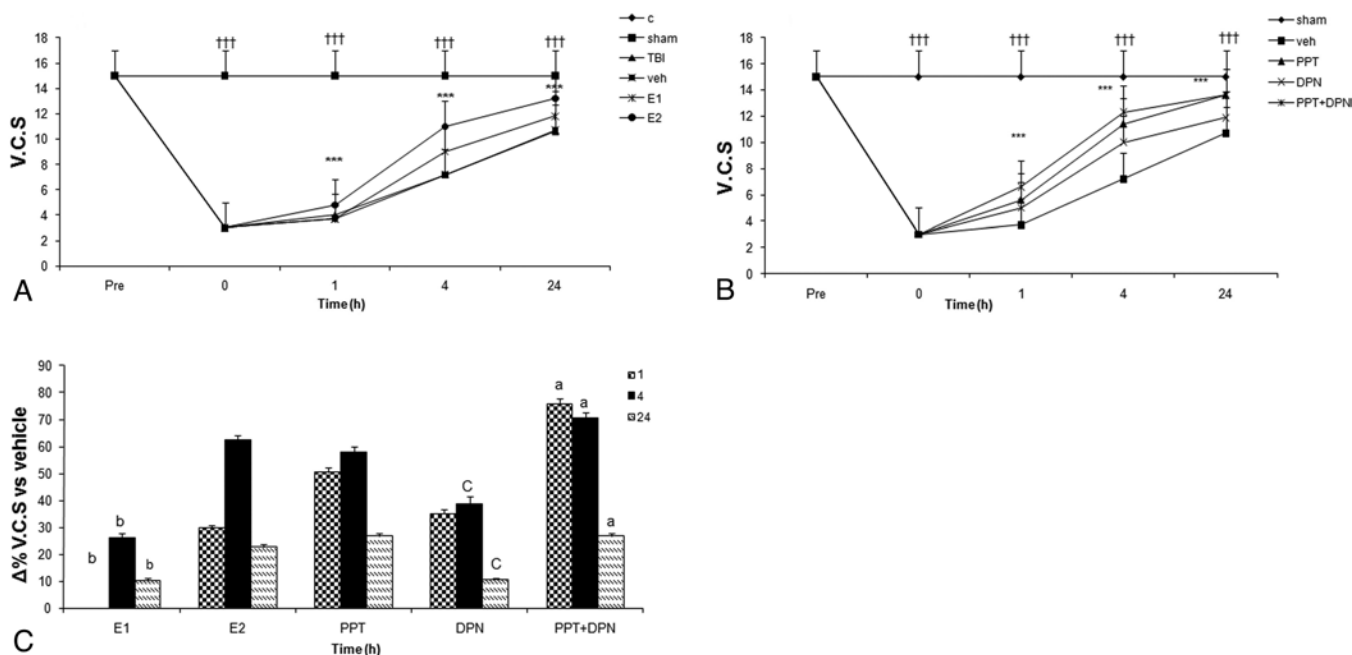 c
sham
TBI
veh
E1
E2
18
16
14
12
10
8
6
4
2
0
V.C.S
††† ††† ††† †††
*** *** ***
Pre 0 1 4 24
Time (h)
A
sham
veh
PPT
DPN
PPT+DPN
18
16
14
12
10
8
6
4
2
0
V.C.S
††† ††† ††† †††
*** *** ***
Pre 0 1 4 24
Time (h)
B
90
80
70
60
50
40
30
20
10
0
Δ% V.C.S vs vehicle
1
4
24
b b b
C C
a a a
E1 E2 PPT DPN PPT+DPN
Time (h)
C